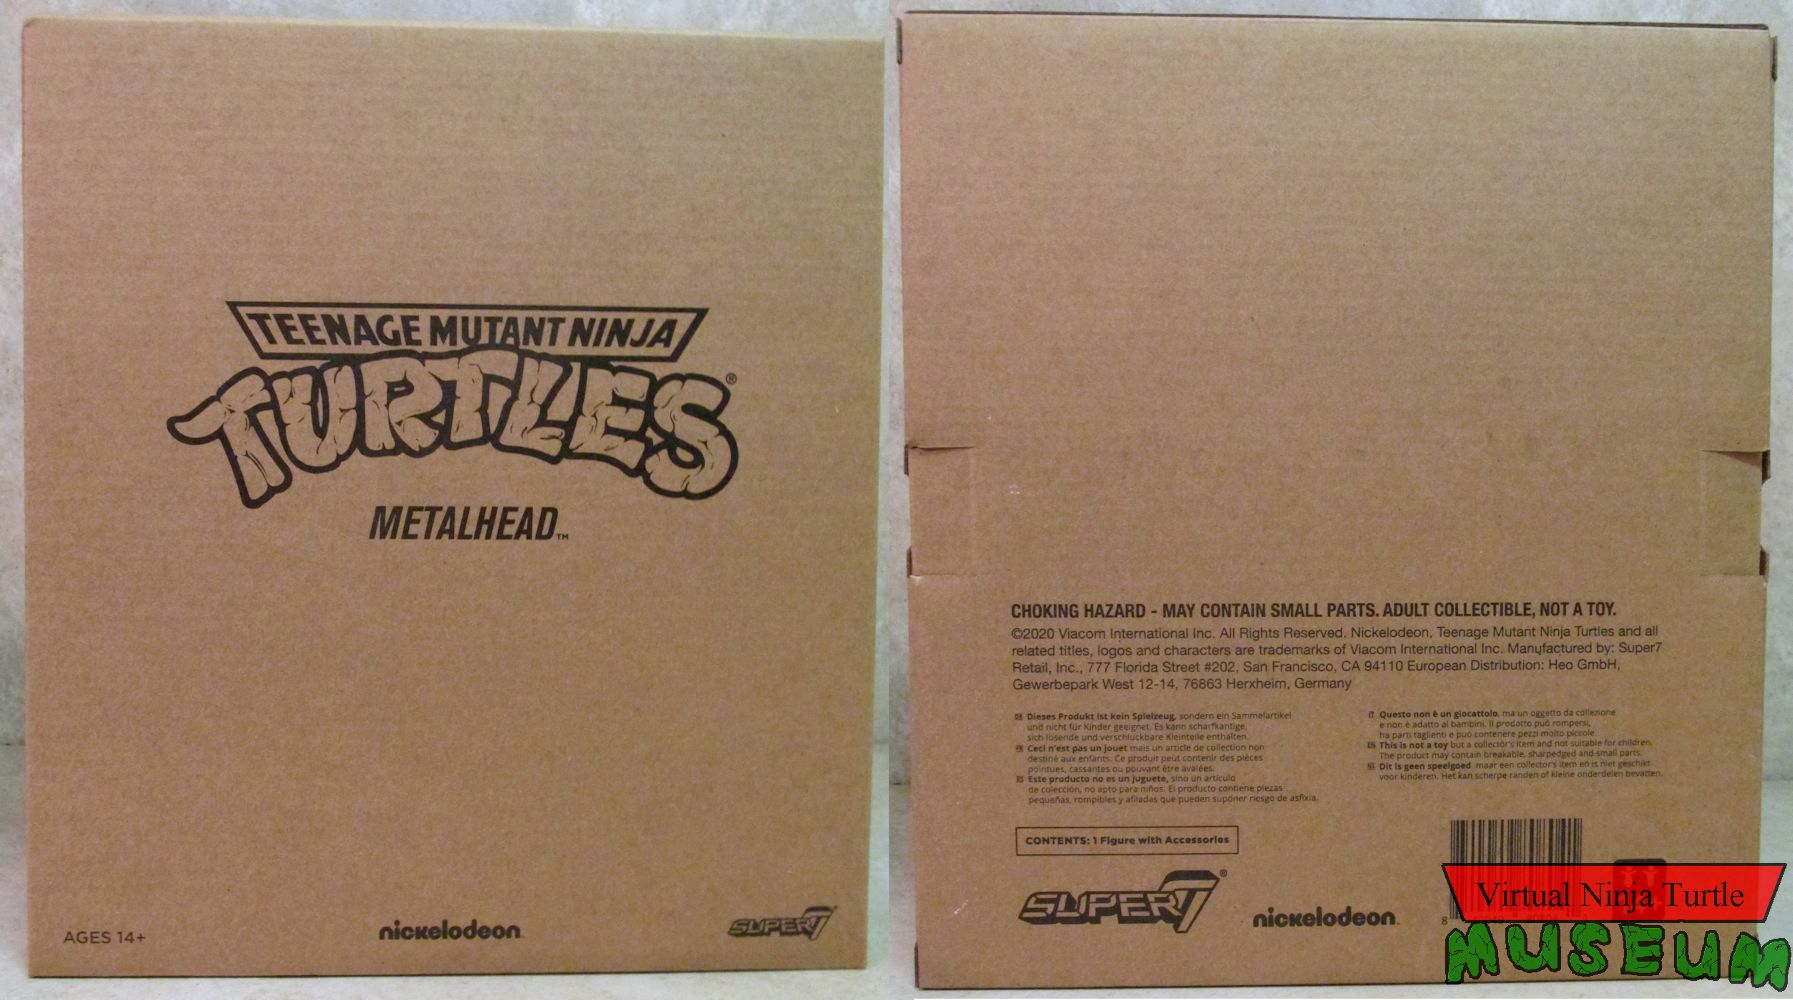 TEENAGE MUTANT NINJA
TURTLES®
METALHEAD™
AGES 14+
nickelodeon
SUPER7
CHOKING HAZARD - MAY CONTAIN SMALL PARTS. ADULT COLLECTIBLE, NOT A TOY.
©2020 Viacom International Inc. All Rights Reserved. Nickelodeon, Teenage Mutant Ninja Turtles and all
related titles, logos and characters are trademarks of Viacom International Inc. Manufactured by: Super7
Retail, Inc., 777 Florida Street #202, San Francisco, CA 94110 European Distribution: Heo GmbH,
Gewerbepark West 12-14, 76863 Herxheim, Germany
Dieses Produkt ist kein Spielzeug, sondern ein Sammelartikel
und nicht für Kinder geeignet. Es kann scharfkantige,
sich lösende und verschluckbare Kleinteile enthalten.
Ceci n'est pas un jouet mais un article de collection non
destiné aux enfants. Ce produit peut contenir des pièces
pointues, cassantes ou pouvant être avalées.
Este producto no es un juguete, sino un artículo
de colección, no apto para niños. El producto contiene piezas
pequeñas, rompibles y afiladas que pueden suponer riesgo de asfixia.
Questo non è un giocattolo, ma un oggetto da collezione
e non è adatto ai bambini. Il prodotto può rompersi,
ha parti taglienti e può contenere pezzi molto piccole.
This is not a toy but a collector's item and not suitable for children.
The product may contain breakable, sharpedged and small parts.
Dit is geen speelgoed, maar een collector's item en is niet geschikt
voor kinderen. Het kan scherpe randen of kleine onderdelen bevatten.
CONTENTS: 1 Figure with Accessories
SUPER7®
nickelodeon
8
Virtual Ninja Turtle
MUSEUM